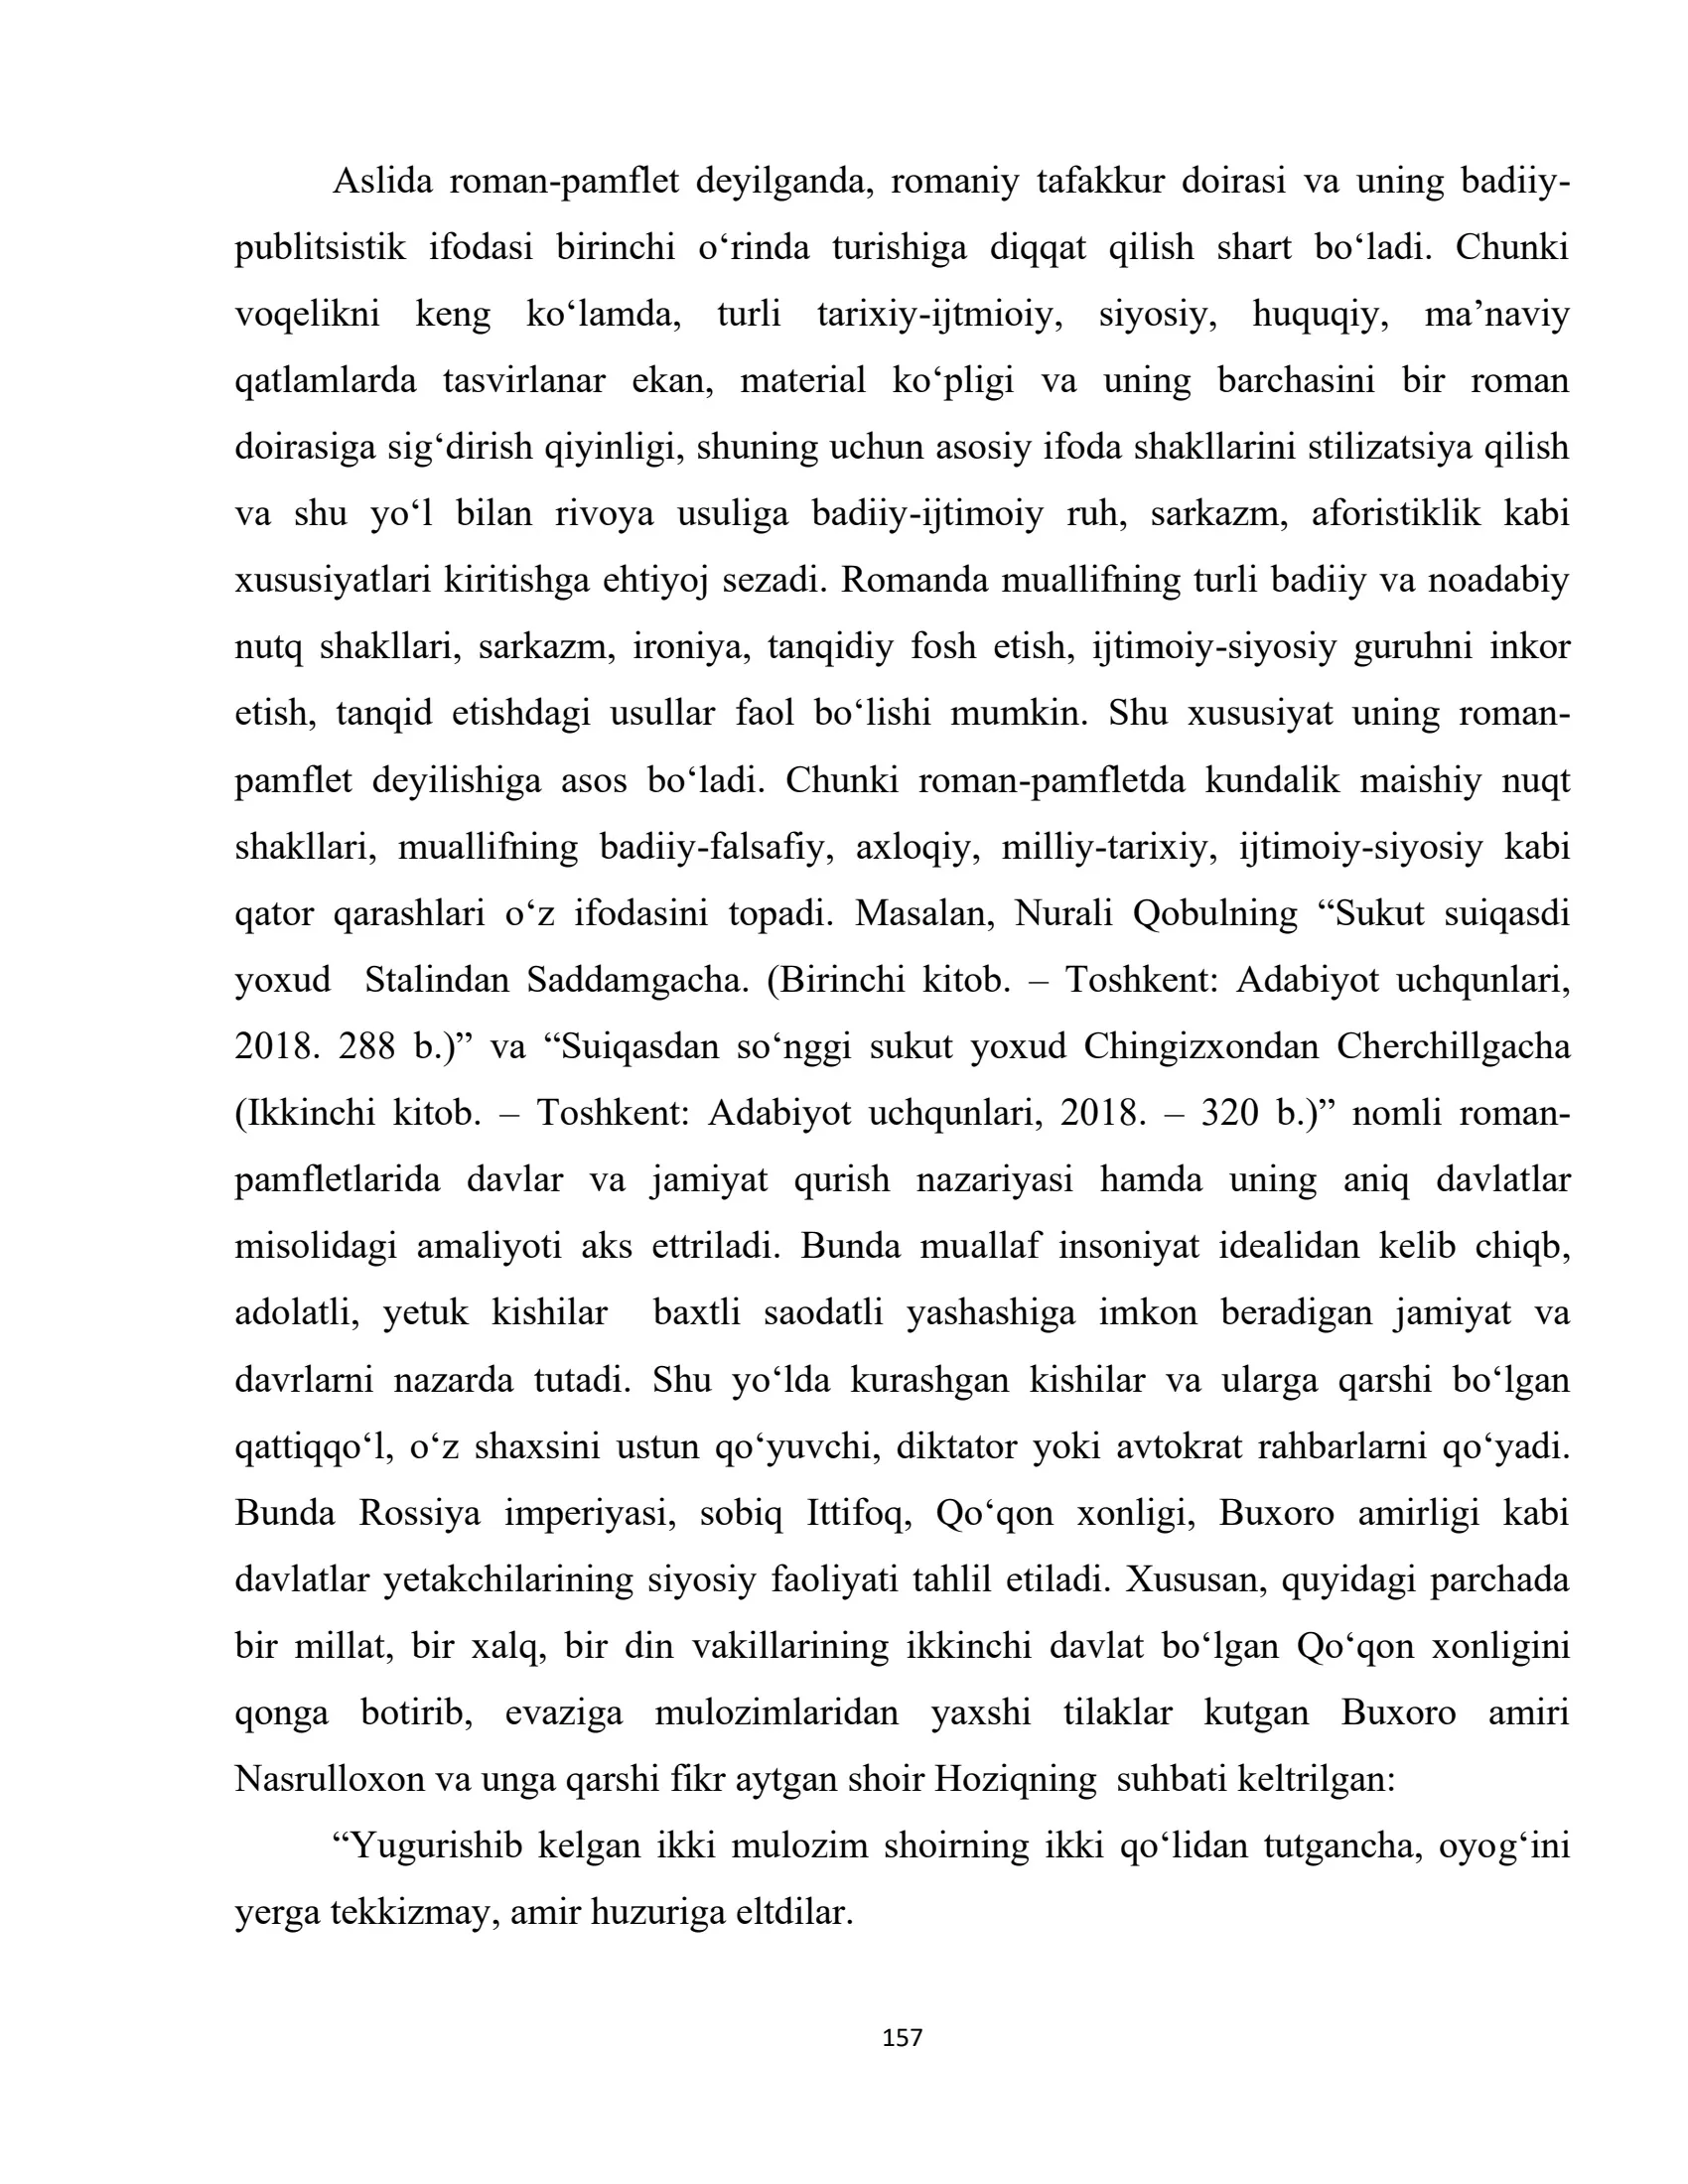 Aslida roman-pamflet deyilganda, romaniy tafakkur doirasi va uning badiiy-
publitsistik ifodasi birinchi o‘rinda turishiga diqqat qilish shart bo‘ladi. Chunki
voqelikni keng ko‘lamda, turli tarixiy-ijtmioiy, siyosiy, huquqiy, ma’naviy
qatlamlarda tasvirlanar ekan, material ko‘pligi va uning barchasini bir roman
doirasiga sig‘dirish qiyinligi, shuning uchun asosiy ifoda shakllarini stilizatsiya qilish
va shu yo‘l bilan rivoya usuliga badiiy-ijtimoiy ruh, sarkazm, aforistiklik kabi
xususiyatlari kiritishga ehtiyoj sezadi. Romanda muallifning turli badiiy va noadabiy
nutq shakllari, sarkazm, ironiya, tanqidiy fosh etish, ijtimoiy-siyosiy guruhni inkor
etish, tanqid etishdagi usullar faol bo‘lishi mumkin. Shu xususiyat uning roman-
pamflet deyilishiga asos bo‘ladi. Chunki roman-pamfletda kundalik maishiy nuqt
shakllari, muallifning badiiy-falsafiy, axloqiy, milliy-tarixiy, ijtimoiy-siyosiy kabi
qator qarashlari o‘z ifodasini topadi. Masalan, Nurali Qobulning “Sukut suiqasdi
yoxud Stalindan Saddamgacha. (Birinchi kitob. – Toshkent: Adabiyot uchqunlari,
2018. 288 b.)” va “Suiqasdan so‘nggi sukut yoxud Chingizxondan Cherchillgacha
(Ikkinchi kitob. – Toshkent: Adabiyot uchqunlari, 2018. – 320 b.)” nomli roman-
pamfletlarida davlar va jamiyat qurish nazariyasi hamda uning aniq davlatlar
misolidagi amaliyoti aks ettriladi. Bunda muallaf insoniyat idealidan kelib chiqb,
adolatli, yetuk kishilar baxtli saodatli yashashiga imkon beradigan jamiyat va
davrlarni nazarda tutadi. Shu yo‘lda kurashgan kishilar va ularga qarshi bo‘lgan
qattiqqo‘l, o‘z shaxsini ustun qo‘yuvchi, diktator yoki avtokrat rahbarlarni qo‘yadi.
Bunda Rossiya imperiyasi, sobiq Ittifoq, Qo‘qon xonligi, Buxoro amirligi kabi
davlatlar yetakchilarining siyosiy faoliyati tahlil etiladi. Xususan, quyidagi parchada
bir millat, bir xalq, bir din vakillarining ikkinchi davlat bo‘lgan Qo‘qon xonligini
qonga botirib, evaziga mulozimlaridan yaxshi tilaklar kutgan Buxoro amiri
Nasrulloxon va unga qarshi fikr aytgan shoir Hoziqning suhbati keltrilgan:
“Yugurishib kelgan ikki mulozim shoirning ikki qo‘lidan tutgancha, oyog‘ini
yerga tekkizmay, amir huzuriga eltdilar.
157